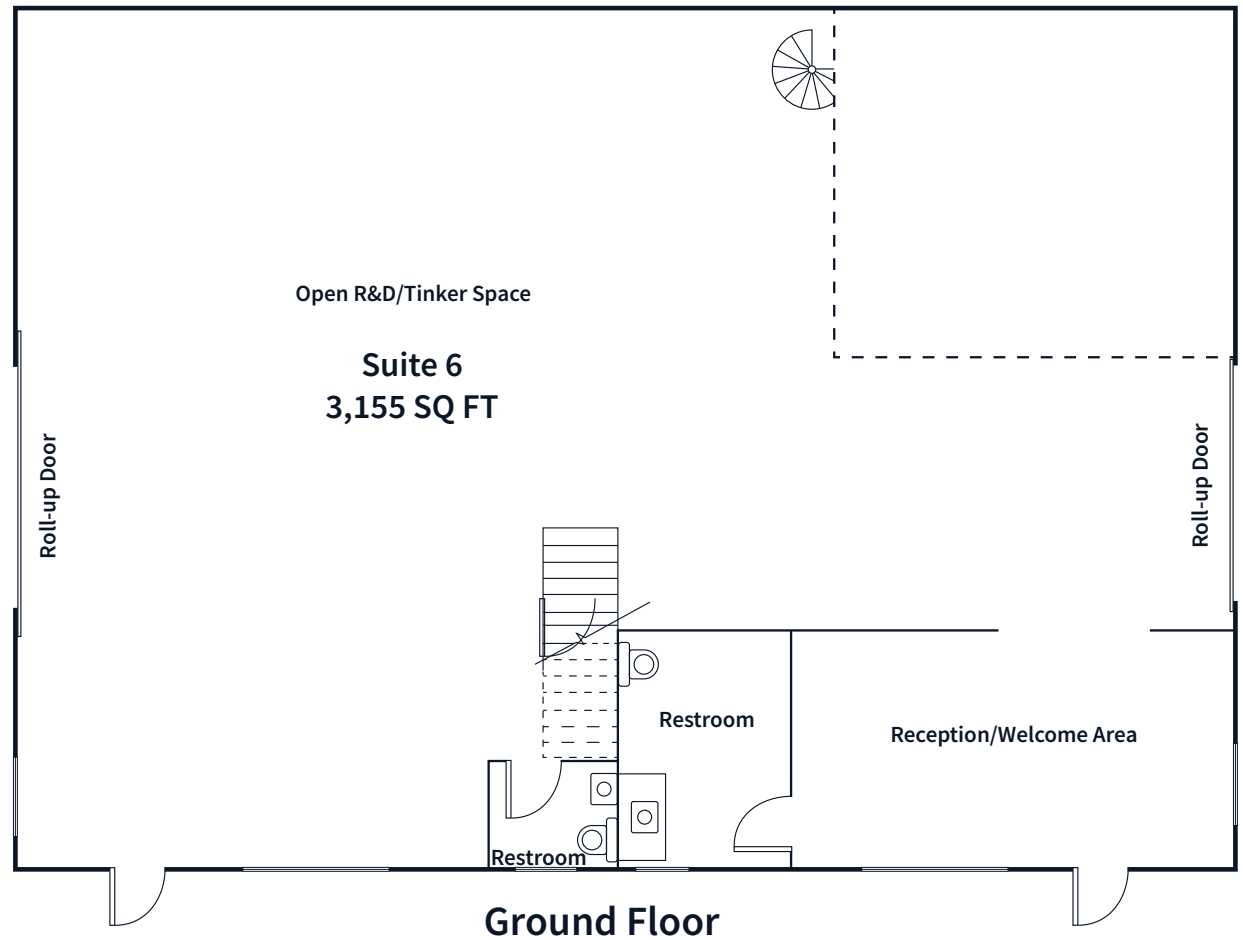 Open R&D/Tinker Space
Suite 6
3,155 SQ FT
Roll-up Door
Roll-up Door
Restroom
Reception/Welcome Area
Restroom
Ground Floor